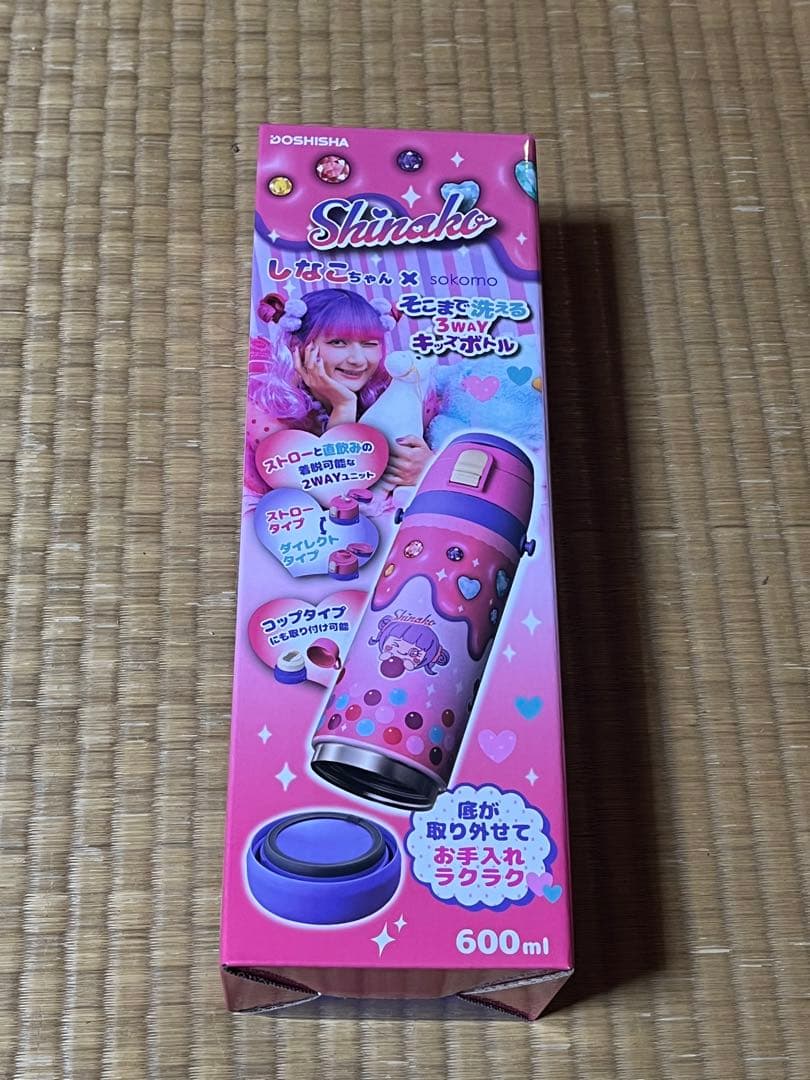 DOSHISHA
Shinako
しなこちゃん × sokomo
そこまで洗える
3WAY
キッズボトル
ストローと直飲みの
着脱可能な
2WAYユニット
ストロー
タイプ
ダイレクト
タイプ
コップタイプ
にも取り付け可能
Shinako
底が
取り外せて
お手入れ
ラクラク
600ml